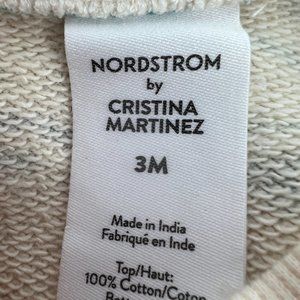 NORDSTROM
by
CRISTINA
MARTINEZ
3M
Made in India
Fabriqué en Inde
Top/Haut:
100% Cotton/Coton